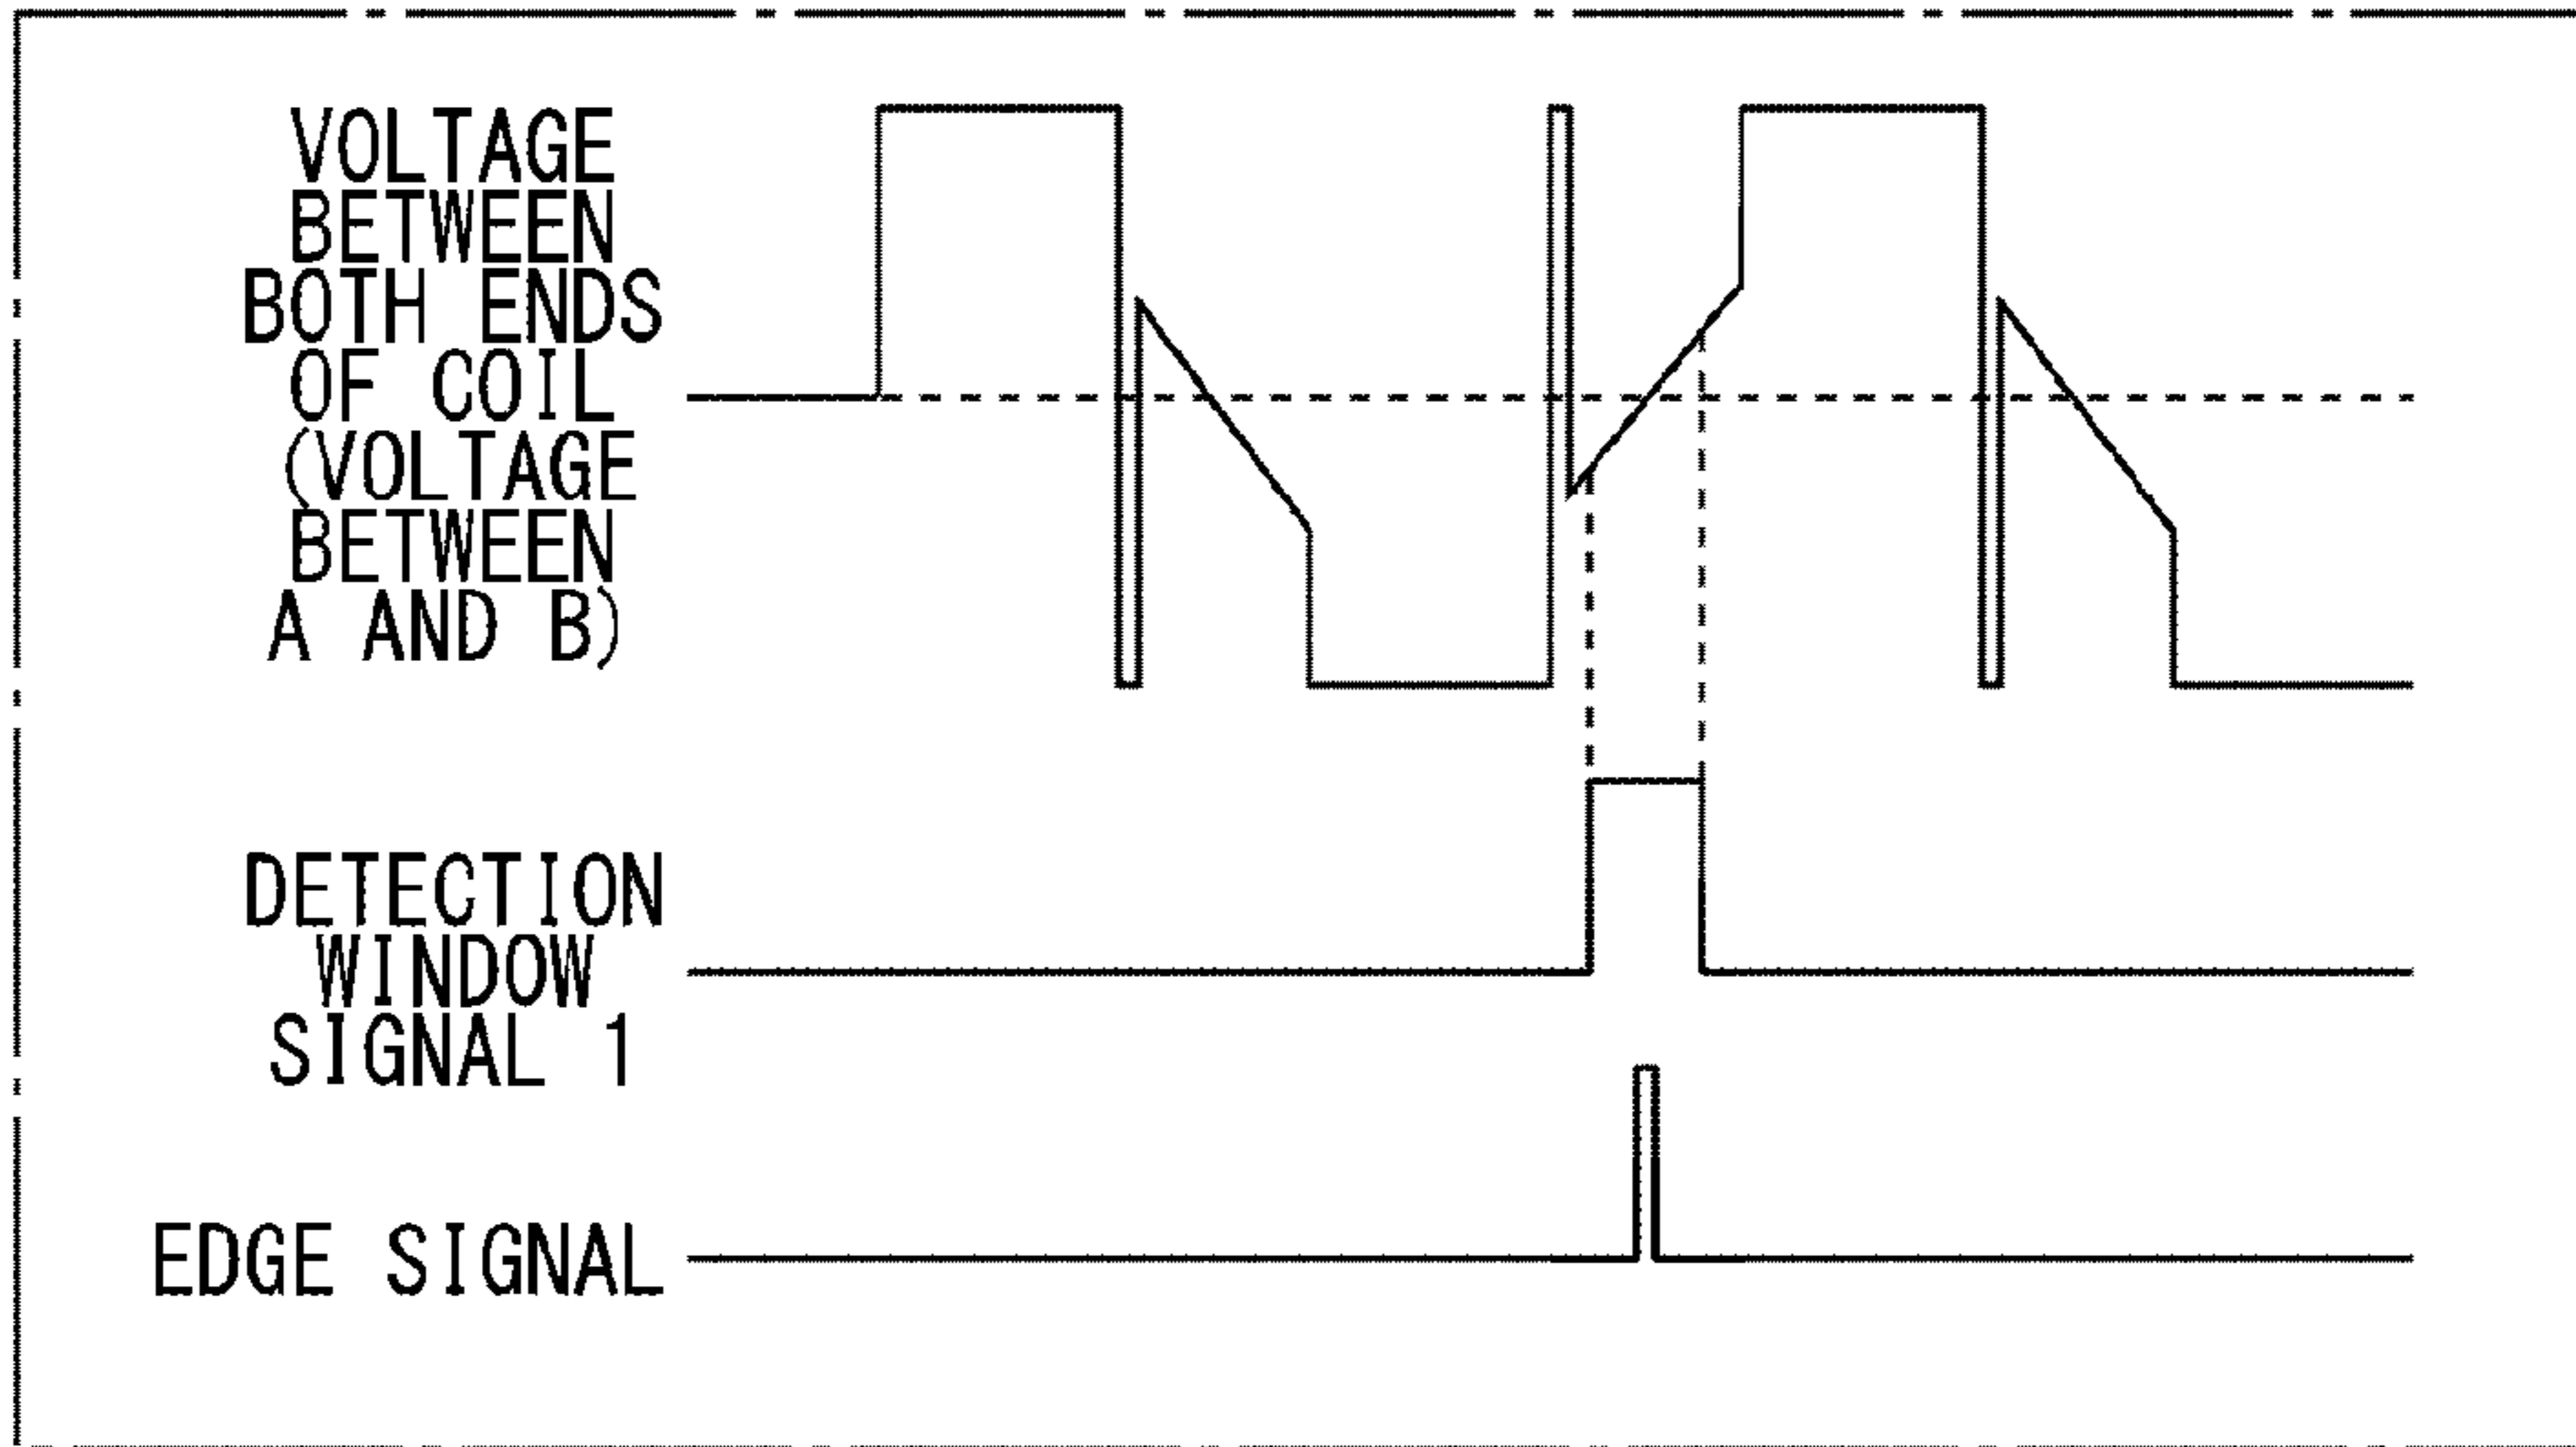 VOLTAGE
BETWEEN
BOTH ENDS
OF COIL
(VOLTAGE
BETWEEN
A AND B)
DETECTION
WINDOW
SIGNAL 1
EDGE SIGNAL